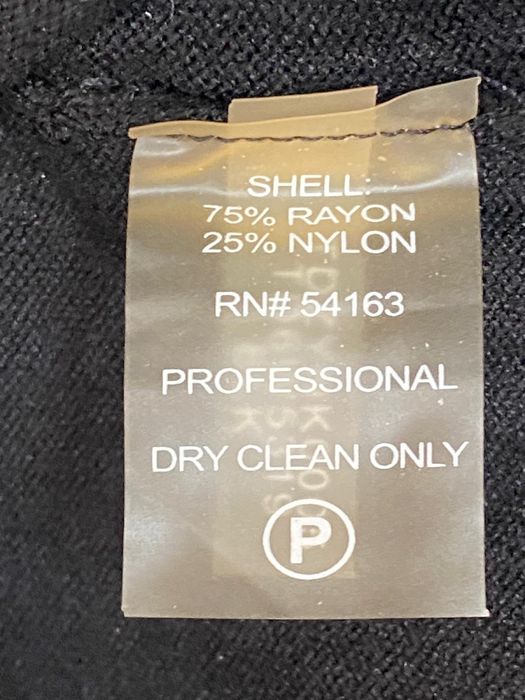 SHELL:
75% RAYON
25% NYLON
RN# 54163
PROFESSIONAL
DRY CLEAN ONLY
P